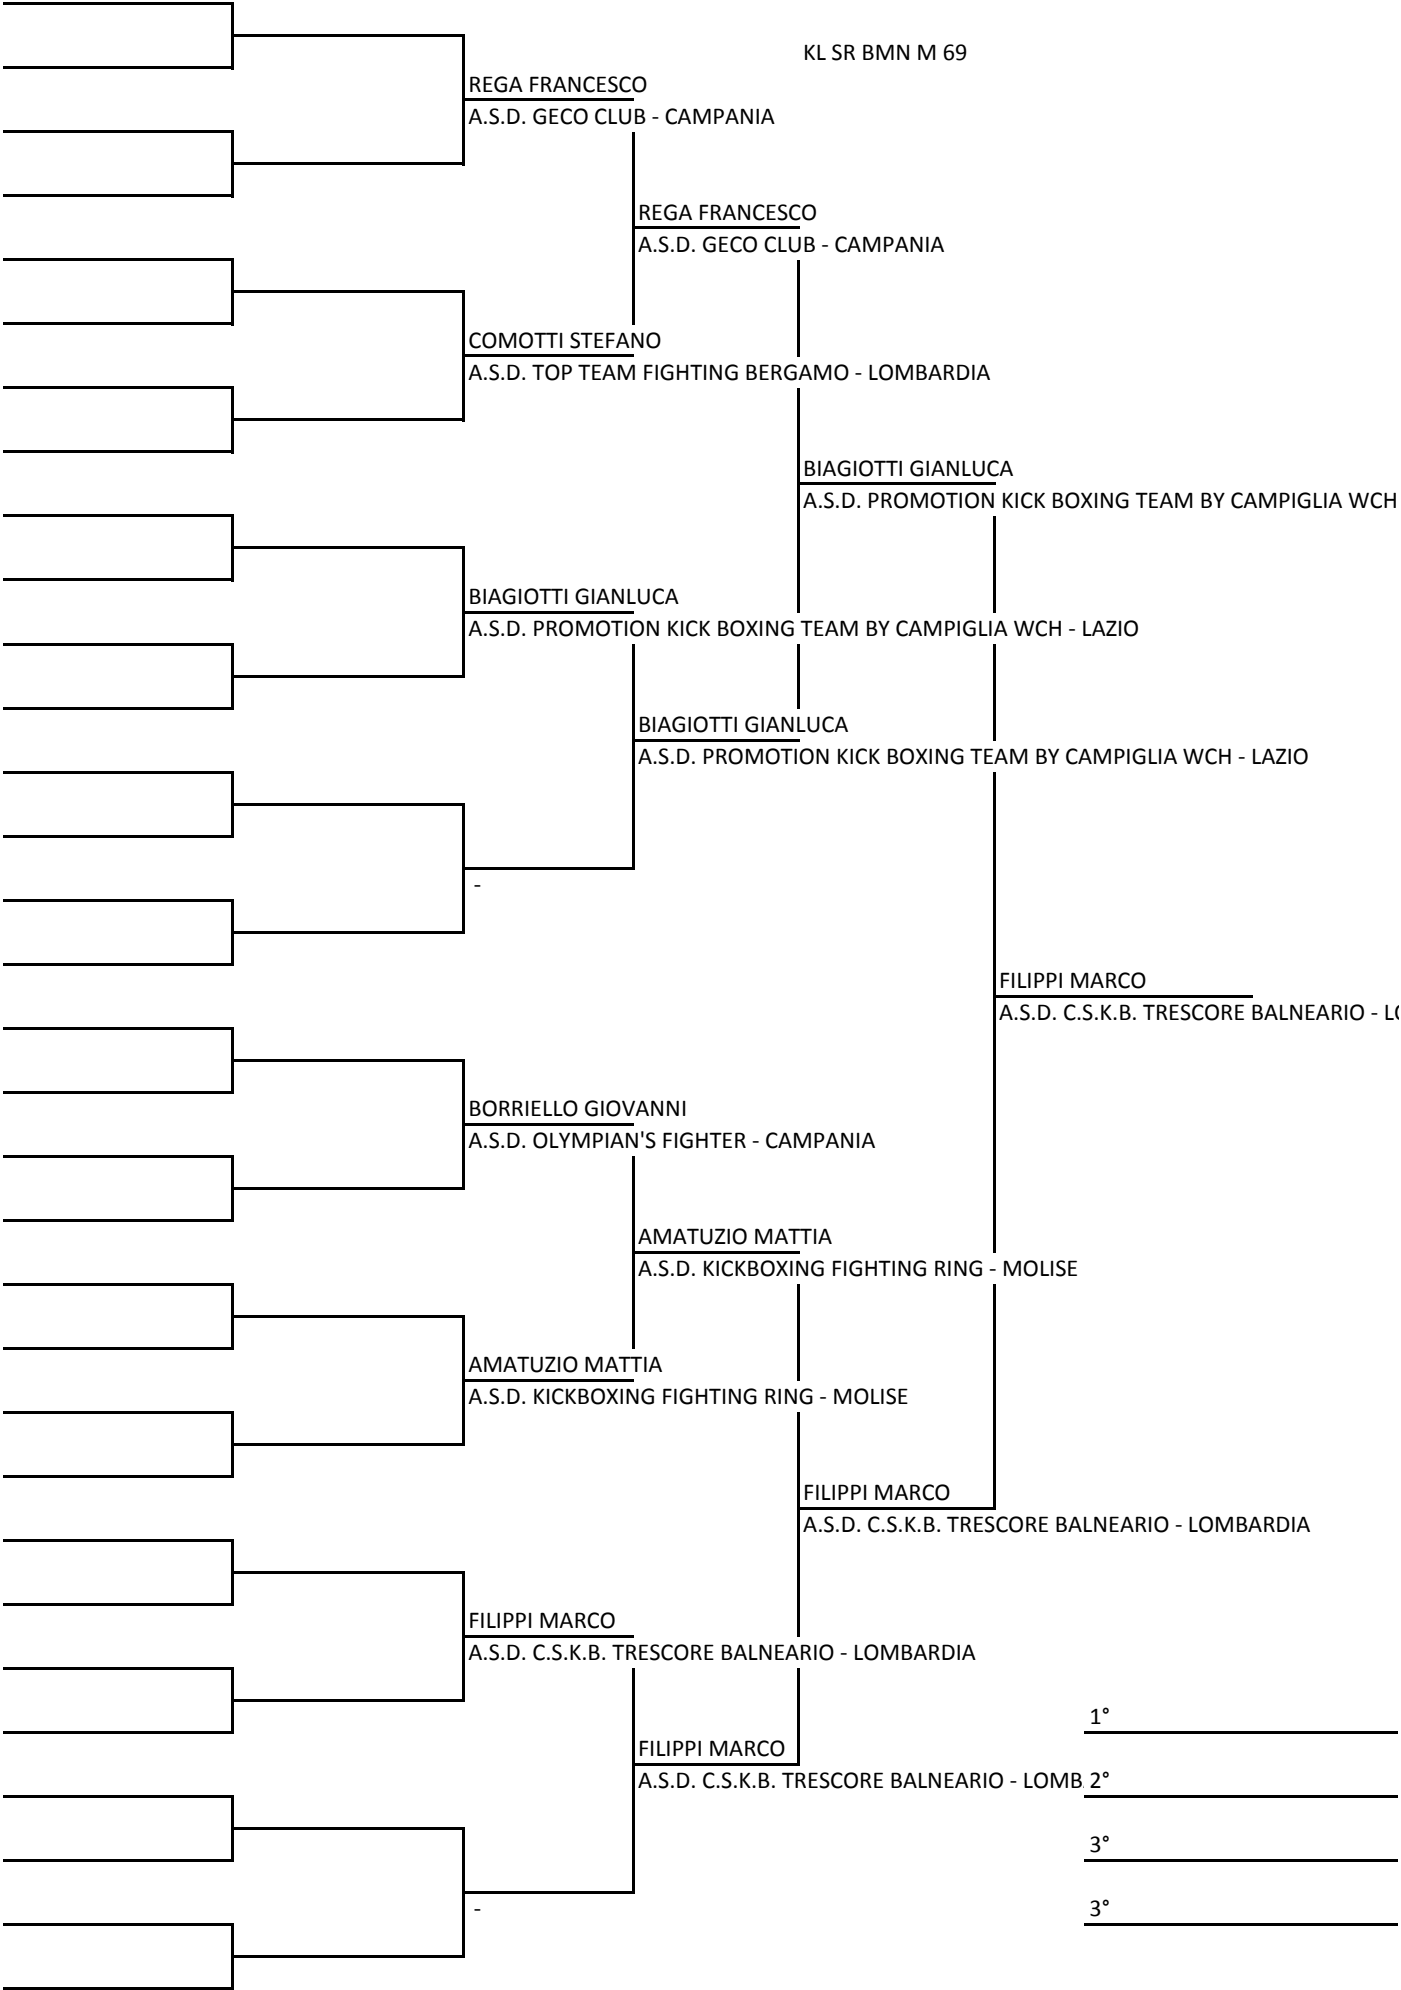 KL SR BMN M 69
REGA FRANCESCO
A.S.D. GECO CLUB - CAMPANIA
REGA FRANCESCO
A.S.D. GECO CLUB - CAMPANIA
COMOTTI STEFANO
A.S.D. TOP TEAM FIGHTING BERGAMO - LOMBARDIA
BIAGIOTTI GIANLUCA
A.S.D. PROMOTION KICK BOXING TEAM BY CAMPIGLIA WCH
BIAGIOTTI GIANLUCA
A.S.D. PROMOTION KICK BOXING TEAM BY CAMPIGLIA WCH - LAZIO
BIAGIOTTI GIANLUCA
A.S.D. PROMOTION KICK BOXING TEAM BY CAMPIGLIA WCH - LAZIO
-
FILIPPI MARCO
A.S.D. C.S.K.B. TRESCORE BALNEARIO - L
BORRIELLO GIOVANNI
A.S.D. OLYMPIAN'S FIGHTER - CAMPANIA
AMATUZIO MATTIA
A.S.D. KICKBOXING FIGHTING RING - MOLISE
AMATUZIO MATTIA
A.S.D. KICKBOXING FIGHTING RING - MOLISE
FILIPPI MARCO
A.S.D. C.S.K.B. TRESCORE BALNEARIO - LOMBARDIA
FILIPPI MARCO
A.S.D. C.S.K.B. TRESCORE BALNEARIO - LOMBARDIA
1°
FILIPPI MARCO
A.S.D. C.S.K.B. TRESCORE BALNEARIO - LOMB
2°
3°
3°
-